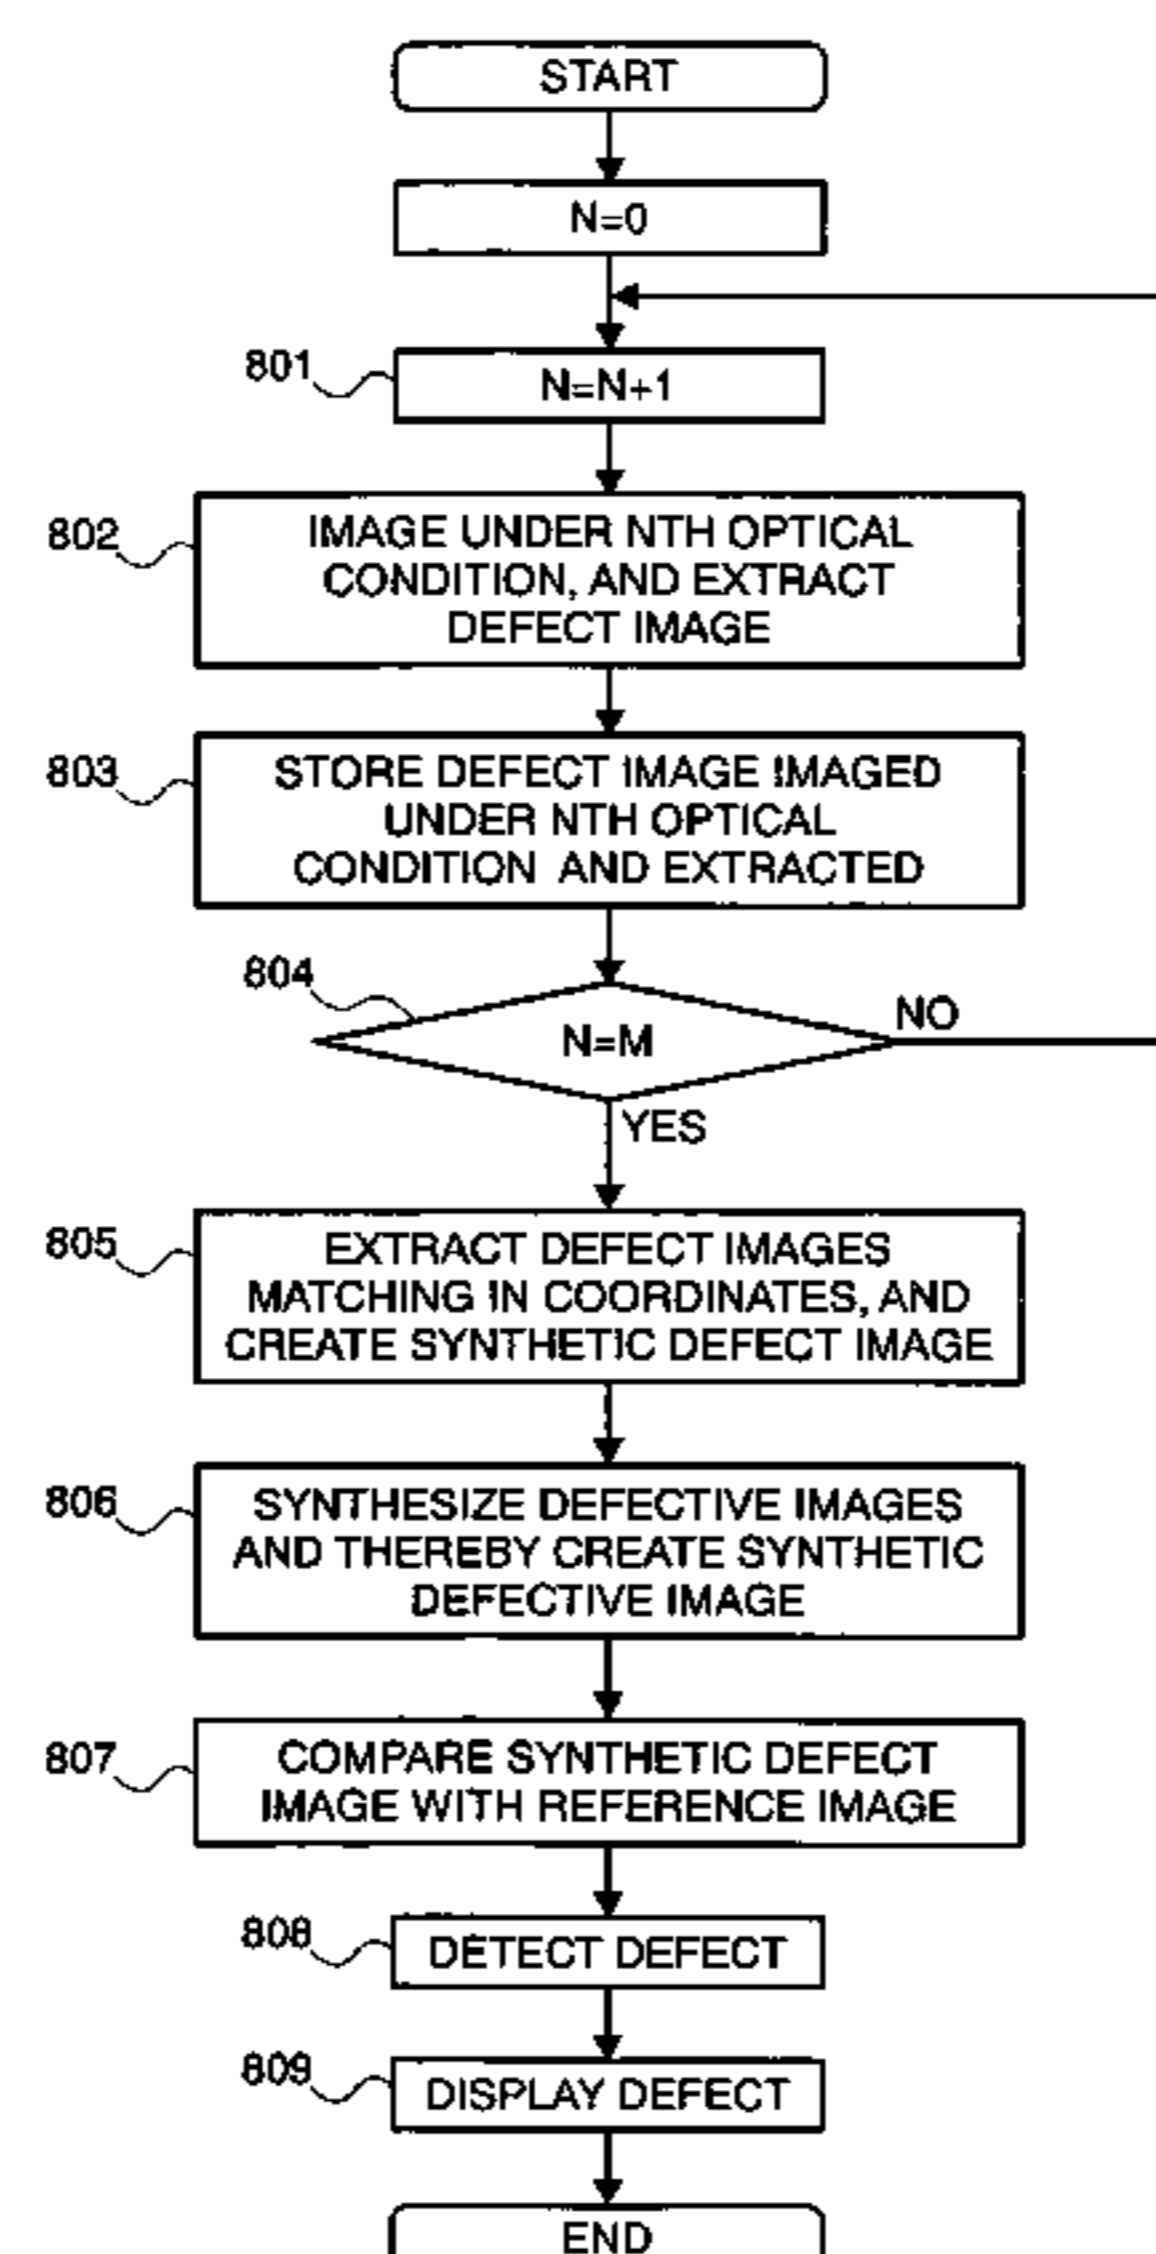 START
N=0
801
N=N+1
802
IMAGE UNDER NTH OPTICAL
CONDITION, AND EXTRACT
DEFECT IMAGE
803
STORE DEFECT IMAGE IMAGED
UNDER NTH OPTICAL
CONDITION AND EXTRACTED
804
N=M
NO
YES
805
EXTRACT DEFECT IMAGES
MATCHING IN COORDINATES, AND
CREATE SYNTHETIC DEFECT IMAGE
806
SYNTHESIZE DEFECTIVE IMAGES
AND THEREBY CREATE SYNTHETIC
DEFECTIVE IMAGE
807
COMPARE SYNTHETIC DEFECT
IMAGE WITH REFERENCE IMAGE
808
DETECT DEFECT
809
DISPLAY DEFECT
END